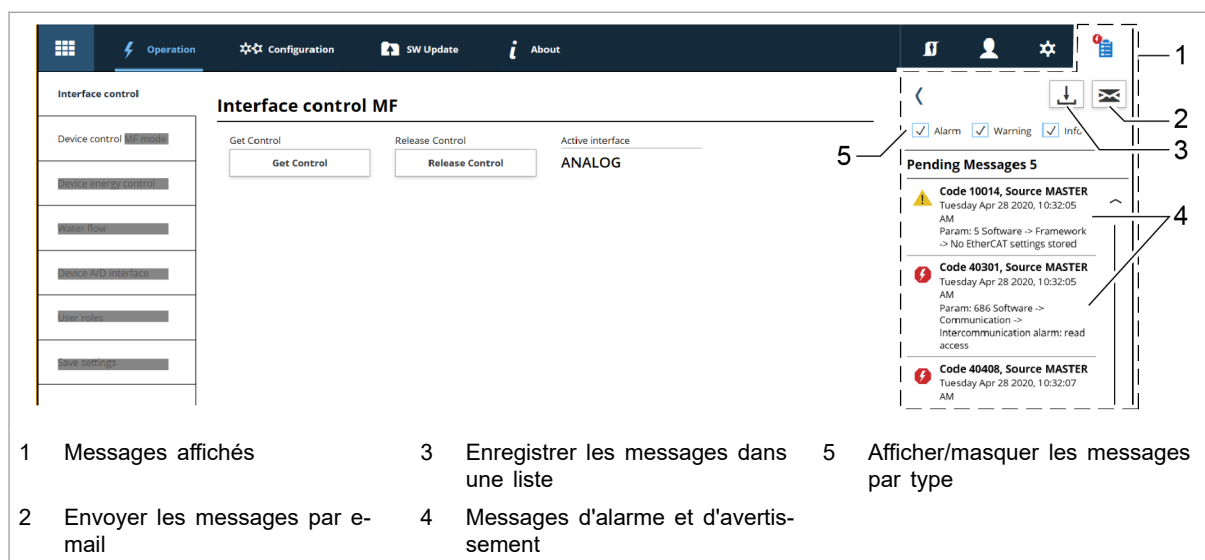 Operation
Configuration
SW Update
About
1
Interface control
Device control MF mode
Device energy control
Water flow
Device A/D interface
User roles
Save settings
Interface control MF
Get Control
Release Control
Active interface
Get Control
Release Control
ANALOG
2
3
Alarm
Warning
Info
5
Pending Messages 5
Code 10014, Source MASTER
Tuesday Apr 28 2020, 10:32:05
AM
Param: 5 Software -> Framework
-> No EtherCAT settings stored
4
Code 40301, Source MASTER
Tuesday Apr 28 2020, 10:32:05
AM
Param: 686 Software ->
Communication ->
Intercommunication alarm: read
access
Code 40408, Source MASTER
Tuesday Apr 28 2020, 10:32:07
AM
1 Messages affichés
2 Envoyer les messages par e-
mail
3 Enregistrer les messages dans
une liste
4 Messages d'alarme et d'avertis-
sement
5 Afficher/masquer les messages
par type